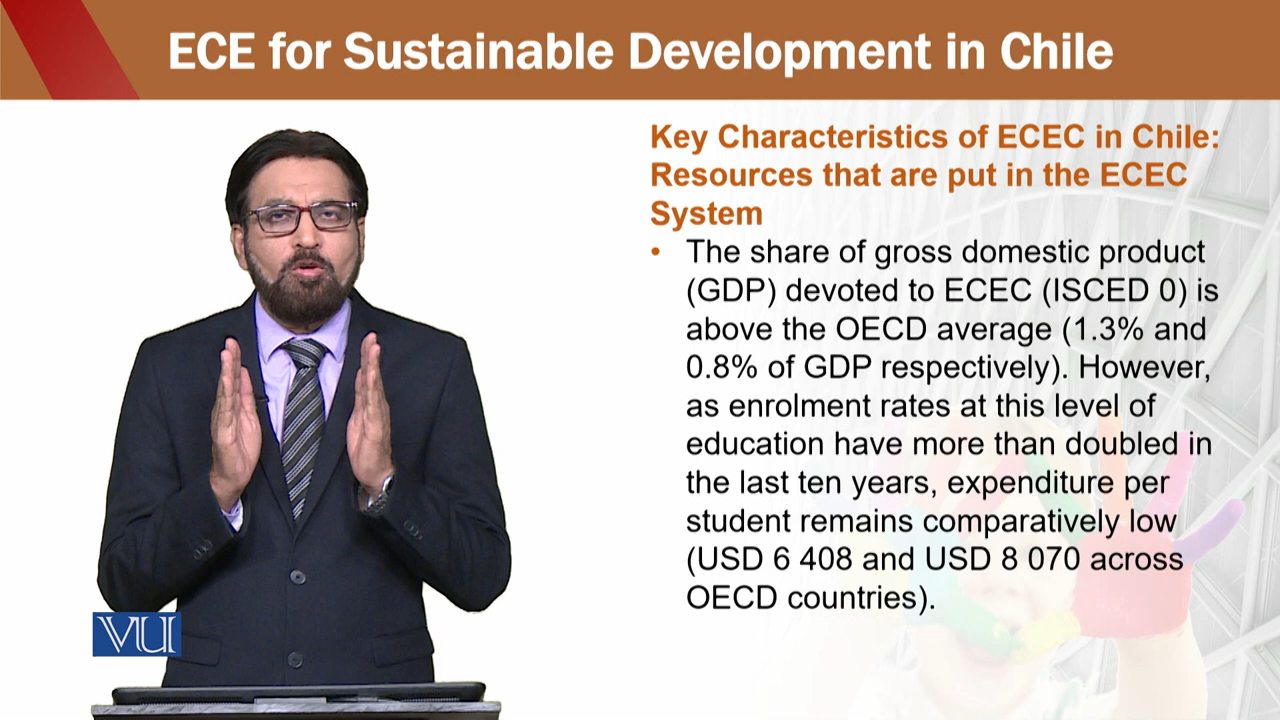 ECE for Sustainable Development in Chile
Key Characteristics of ECEC in Chile:
Resources that are put in the ECEC
System
• The share of gross domestic product
(GDP) devoted to ECEC (ISCED 0) is
above the OECD average (1.3% and
0.8% of GDP respectively). However,
as enrolment rates at this level of
education have more than doubled in
the last ten years, expenditure per
student remains comparatively low
(USD 6 408 and USD 8 070 across
OECD countries).
VU